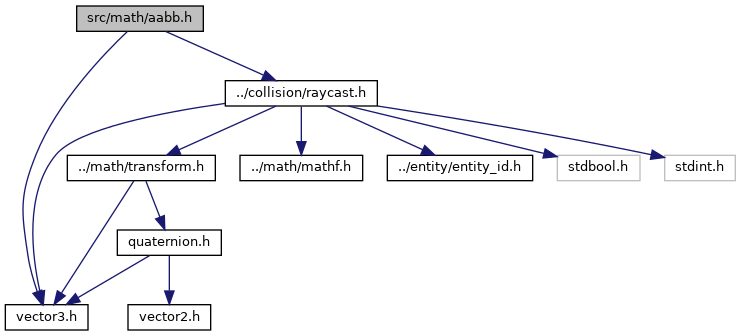 src/math/aabb.h
../collision/raycast.h
../math/transform.h
../math/mathf.h
../entity/entity_id.h
stdbool.h
stdint.h
quaternion.h
vector3.h
vector2.h